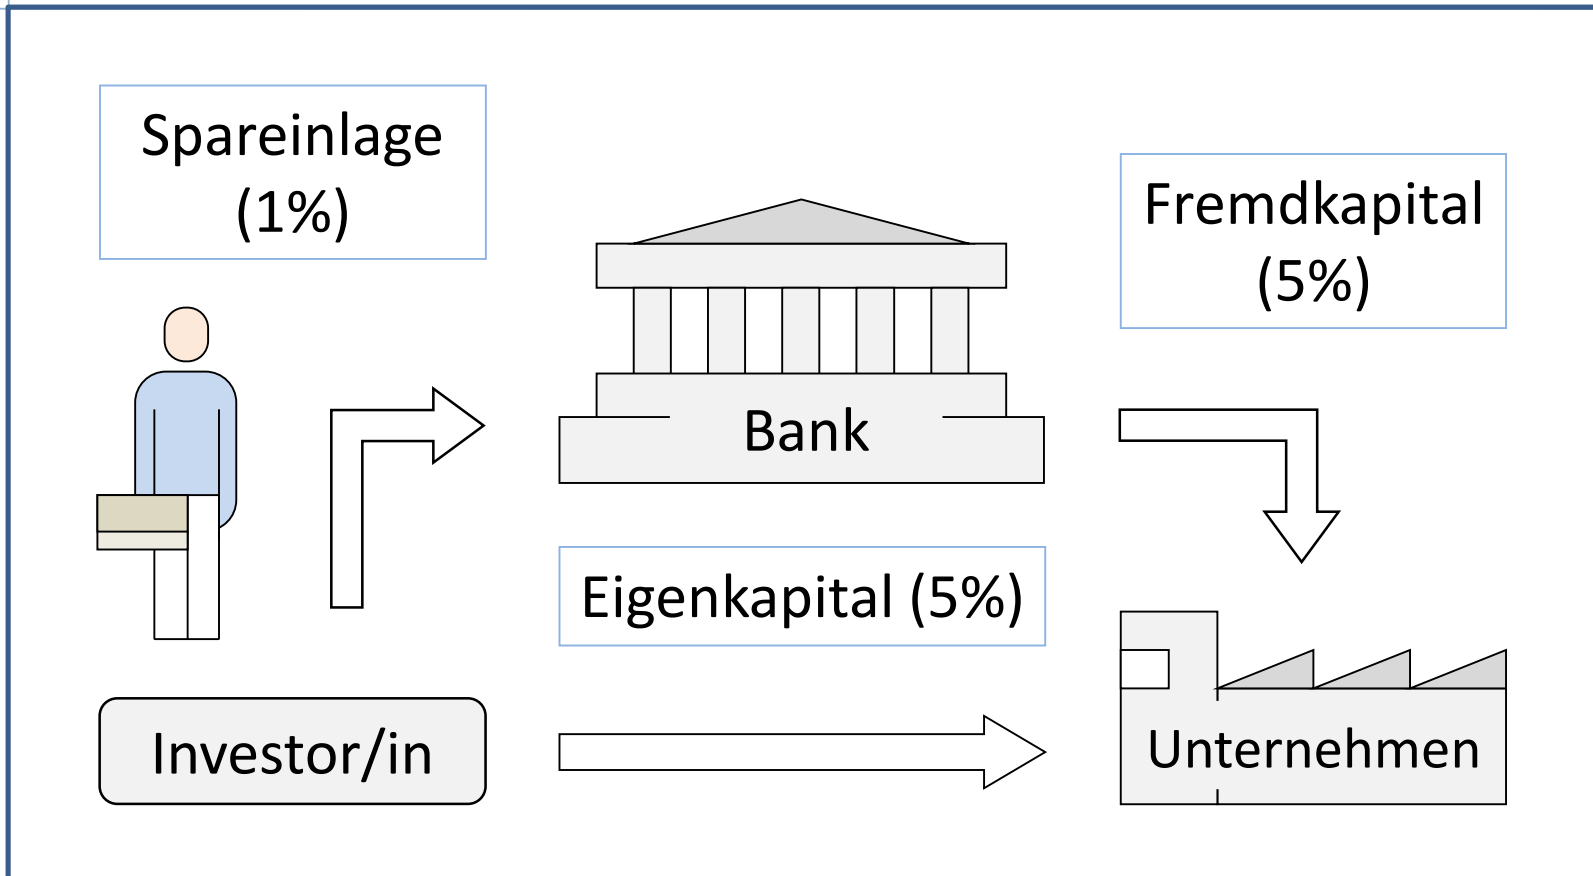 Spareinlage
(1%)
Fremdkapital
(5%)
Bank
Eigenkapital (5%)
Investor/in
Unternehmen